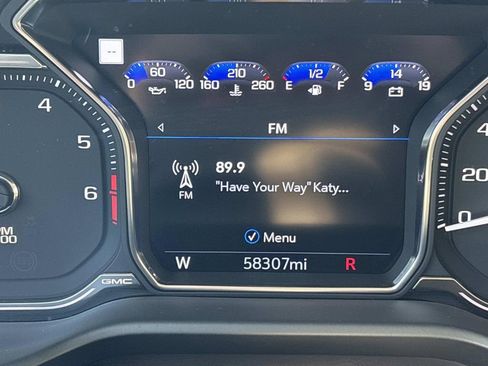 --
60 210 1/2 14
0 120 160 260 E F 9 19
FM
89.9
"Have Your Way" Katy...
FM
Menu
W 58307mi R
GMC
4
5
6
4
20
0